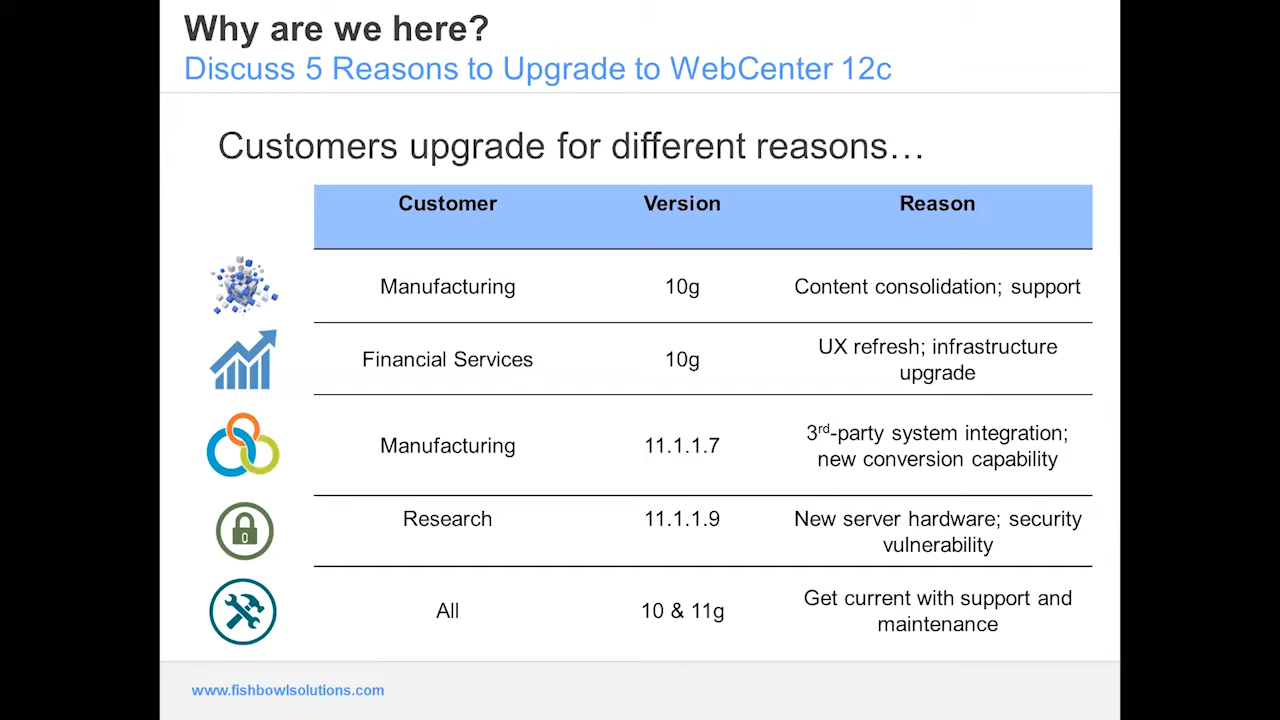 Why are we here?
Discuss 5 Reasons to Upgrade to WebCenter 12c
Customers upgrade for different reasons…
Customer Version Reason
Manufacturing 10g Content consolidation; support
Financial Services 10g UX refresh; infrastructure
upgrade
Manufacturing 11.1.1.7 3rd-party system integration;
new conversion capability
Research 11.1.1.9 New server hardware; security
vulnerability
All 10 & 11g Get current with support and
maintenance
www.fishbowlsolutions.com